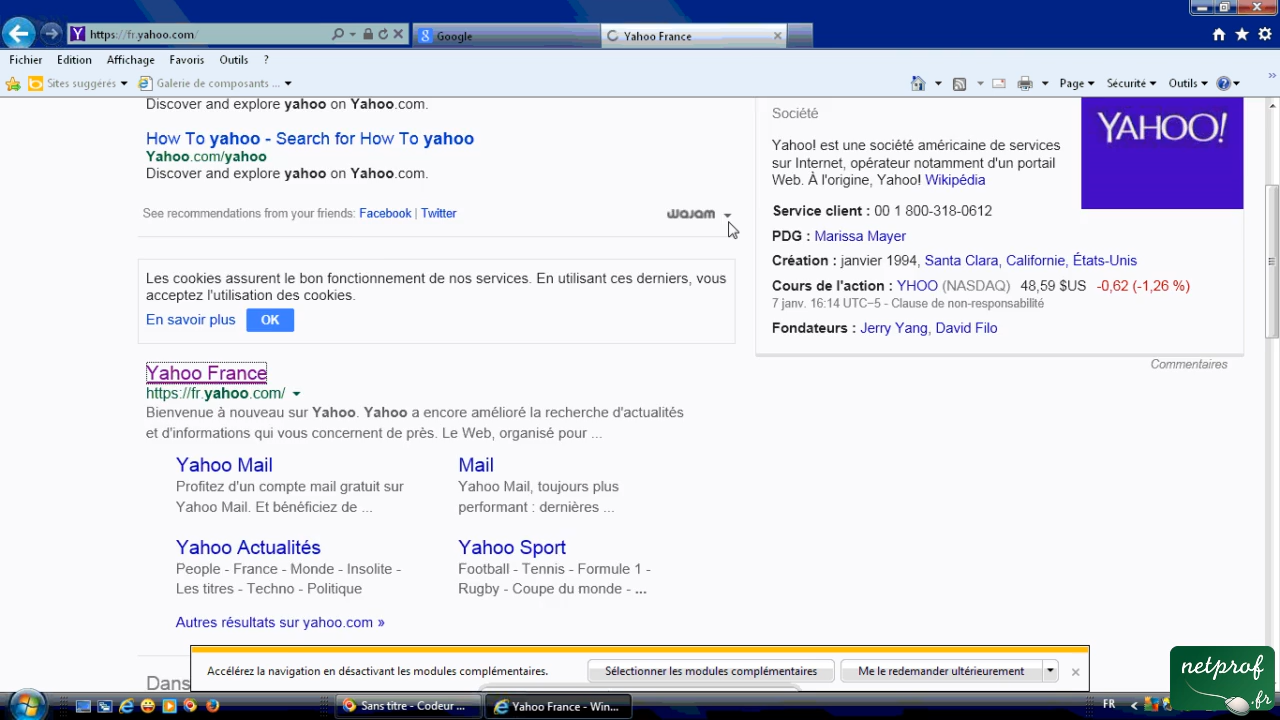 https://fr.yahoo.com/
Google
Yahoo France
Fichier Edition Affichage Favoris Outils ?
Sites suggérés Galerie de composants ... Page Sécurité Outils
Discover and explore yahoo on Yahoo.com.
How To yahoo - Search for How To yahoo
Yahoo.com/yahoo
Discover and explore yahoo on Yahoo.com.
See recommendations from your friends: Facebook | Twitter
wajam
Les cookies assurent le bon fonctionnement de nos services. En utilisant ces derniers, vous
acceptez l'utilisation des cookies.
En savoir plus OK
Yahoo France
https://fr.yahoo.com/
Bienvenue à nouveau sur Yahoo. Yahoo a encore amélioré la recherche d'actualités
et d'informations qui vous concernent de près. Le Web, organisé pour ...
Yahoo Mail
Profitez d'un compte mail gratuit sur
Yahoo Mail. Et bénéficiez de ...
Mail
Yahoo Mail, toujours plus
performant : dernières ...
Yahoo Actualités
People - France - Monde - Insolite -
Les titres - Techno - Politique
Yahoo Sport
Football - Tennis - Formule 1 -
Rugby - Coupe du monde - ...
Autres résultats sur yahoo.com »
Dans
Société
YAHOO!
Yahoo! est une société américaine de services
sur Internet, opérateur notamment d'un portail
Web. À l'origine, Yahoo! Wikipédia
Service client : 00 1 800-318-0612
PDG : Marissa Mayer
Création : janvier 1994, Santa Clara, Californie, États-Unis
Cours de l'action : YHOO (NASDAQ) 48,59 $US -0,62 (-1,26 %)
7 janv. 16:14 UTC−5 - Clause de non-responsabilité
Fondateurs : Jerry Yang, David Filo
Commentaires
Accélérez la navigation en désactivant les modules complémentaires. Sélectionner les modules complémentaires Me le redemander ultérieurement
Sans titre - Codeur ...
Yahoo France - Win...
FR
netprof
.fr